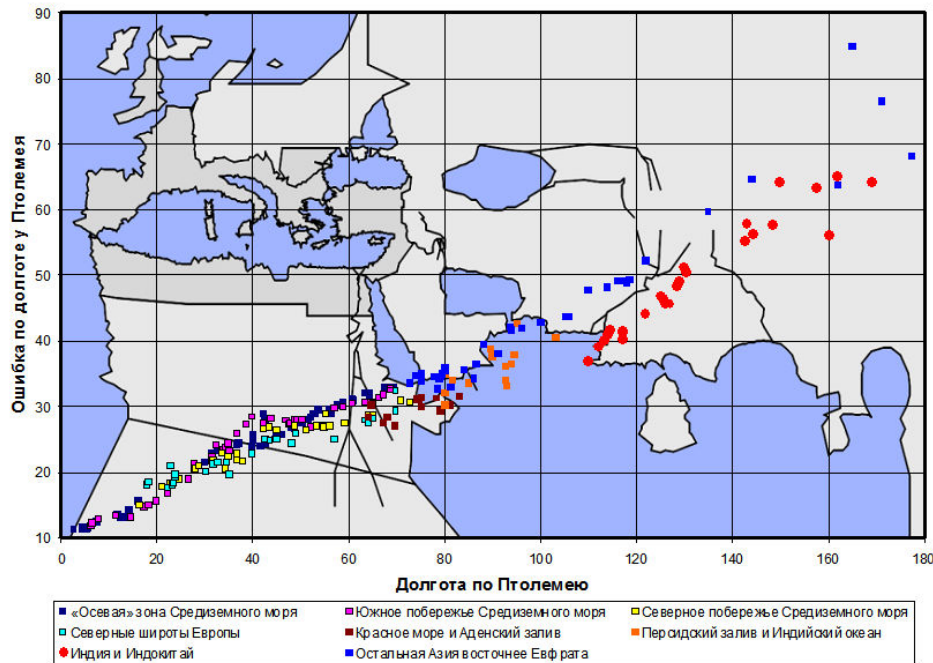 90
80
70
60
50
40
30
20
10
Ошибка по долготе у Птолемея
0 20 40 60 80 100 120 140 160 180
Долгота по Птолемею
«Осевая» зона Средиземного моря Южное побережье Средиземного моря Северное побережье Средиземного моря
Северные широты Европы Красное море и Аденский залив Персидский залив и Индийский океан
Индия и Индокитай Остальная Азия восточнее Евфрата